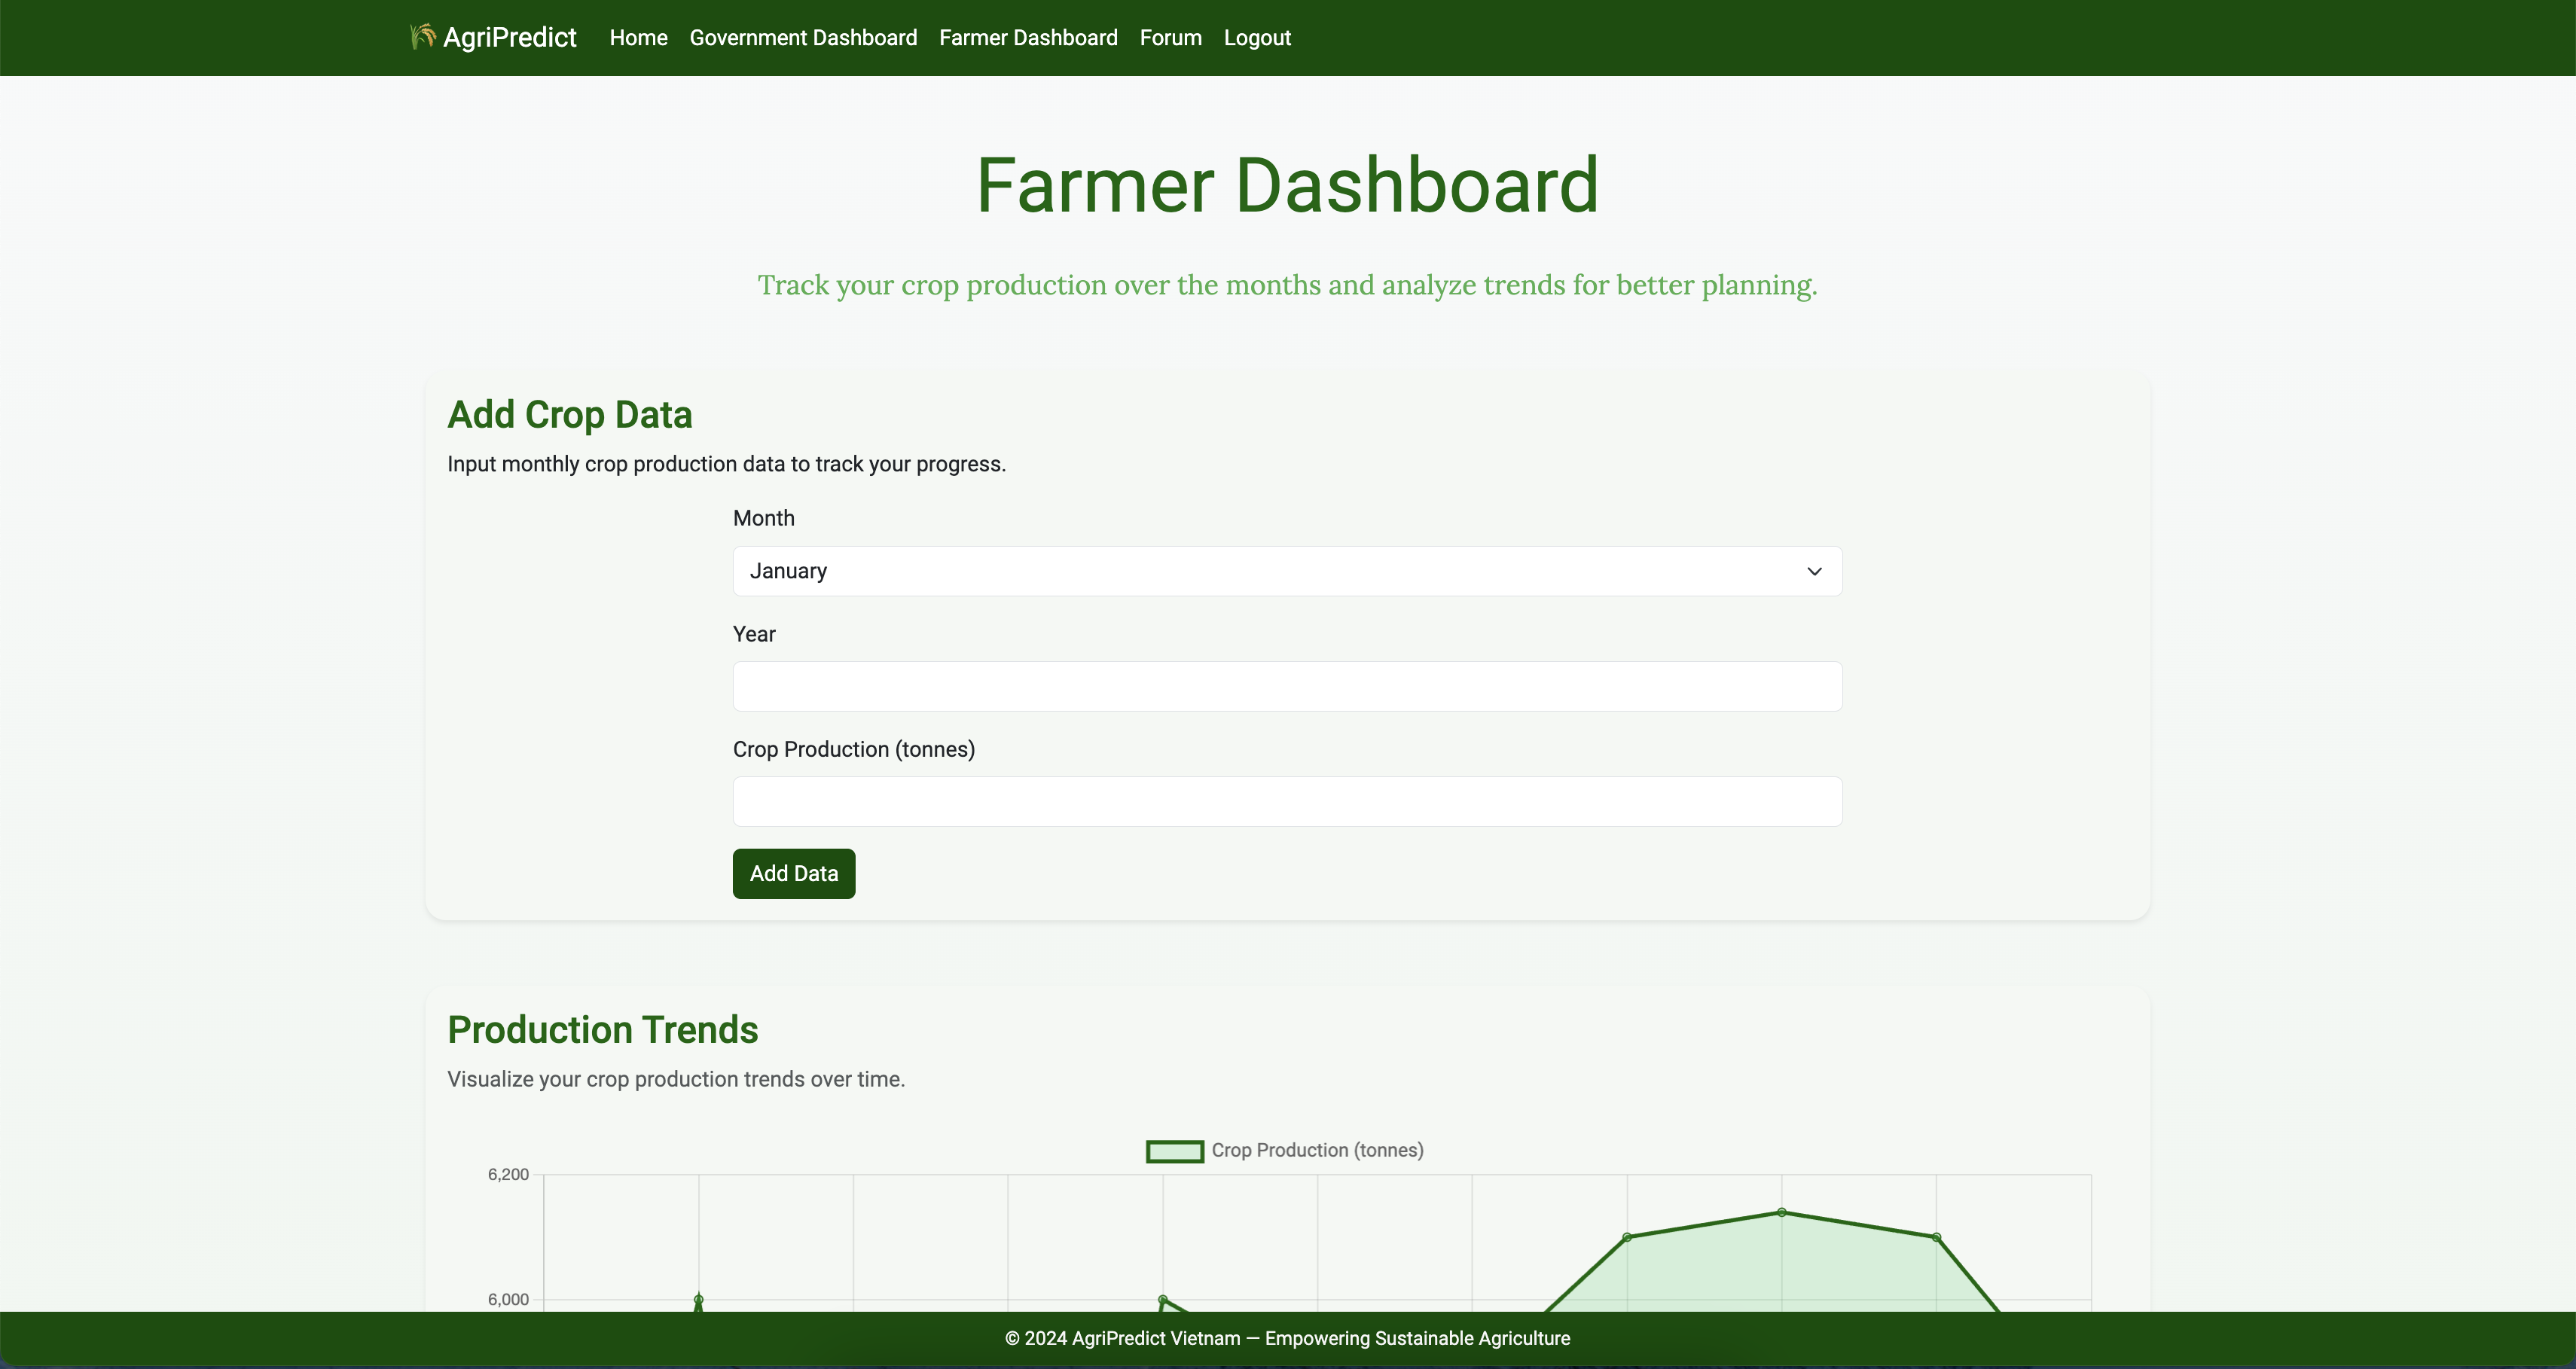 AgriPredict Home Government Dashboard Farmer Dashboard Forum Logout
Farmer Dashboard
Track your crop production over the months and analyze trends for better planning.
Add Crop Data
Input monthly crop production data to track your progress.
Month
January
Year
Crop Production (tonnes)
Add Data
Production Trends
Visualize your crop production trends over time.
Crop Production (tonnes)
6,200
6,000
© 2024 AgriPredict Vietnam — Empowering Sustainable Agriculture